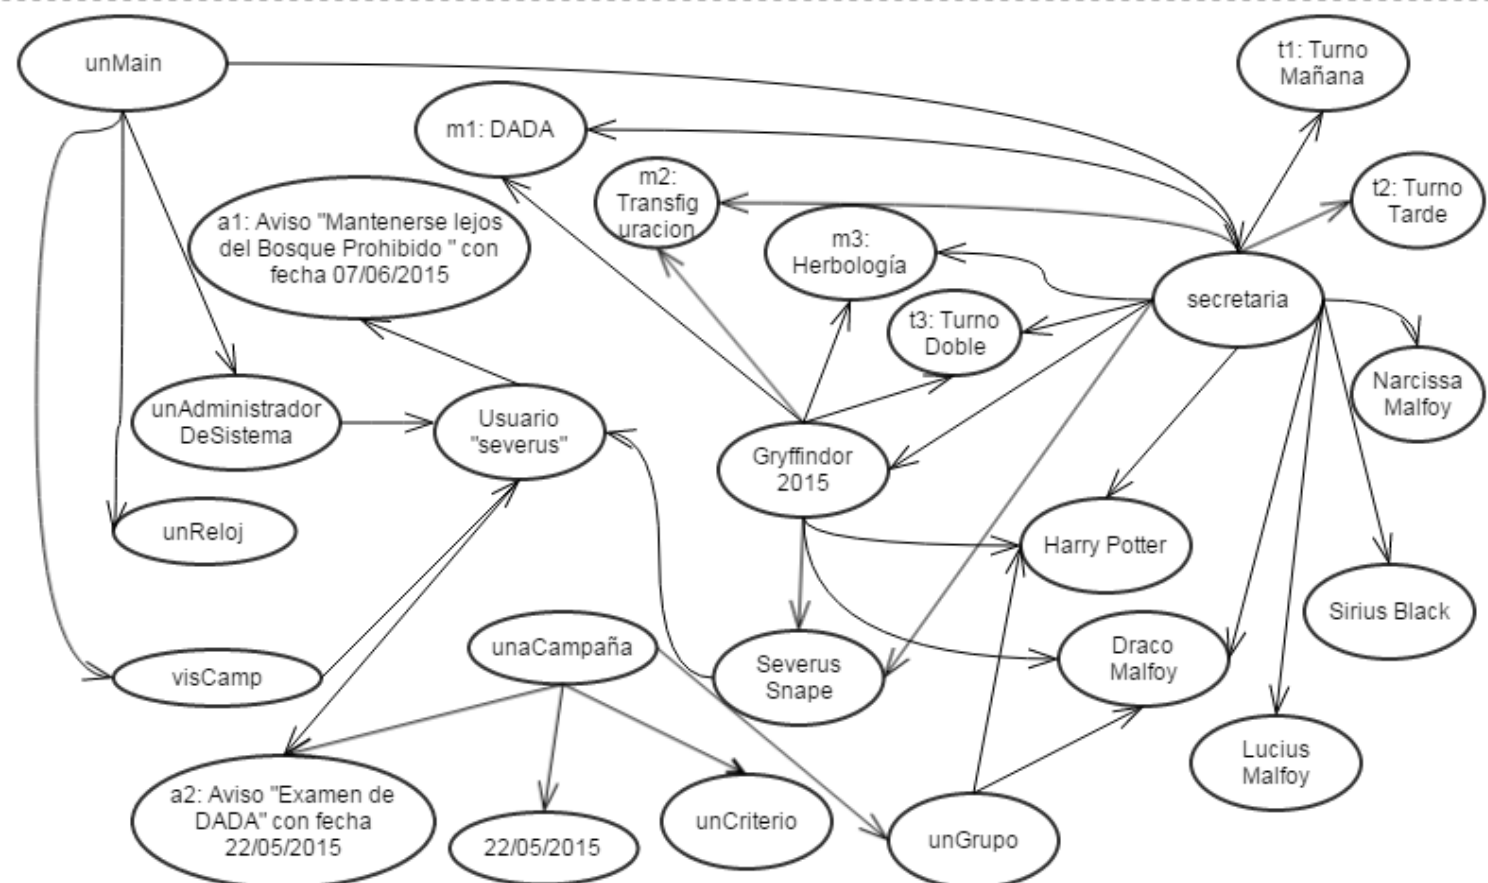 unMain
t1: Turno
Mañana
m1: DADA
m2:
Transfig
uracion
t2: Turno
Tarde
a1: Aviso "Mantenerse lejos
del Bosque Prohibido " con
fecha 07/06/2015
m3:
Herbología
secretaria
t3: Turno
Doble
Narcissa
Malfoy
unAdministrador
DeSistema
Usuario
"severus"
Gryffindor
2015
unReloj
Harry Potter
Sirius Black
unaCampaña
visCamp
Severus
Snape
Draco
Malfoy
Lucius
Malfoy
a2: Aviso "Examen de
DADA" con fecha
22/05/2015
22/05/2015
unCriterio
unGrupo